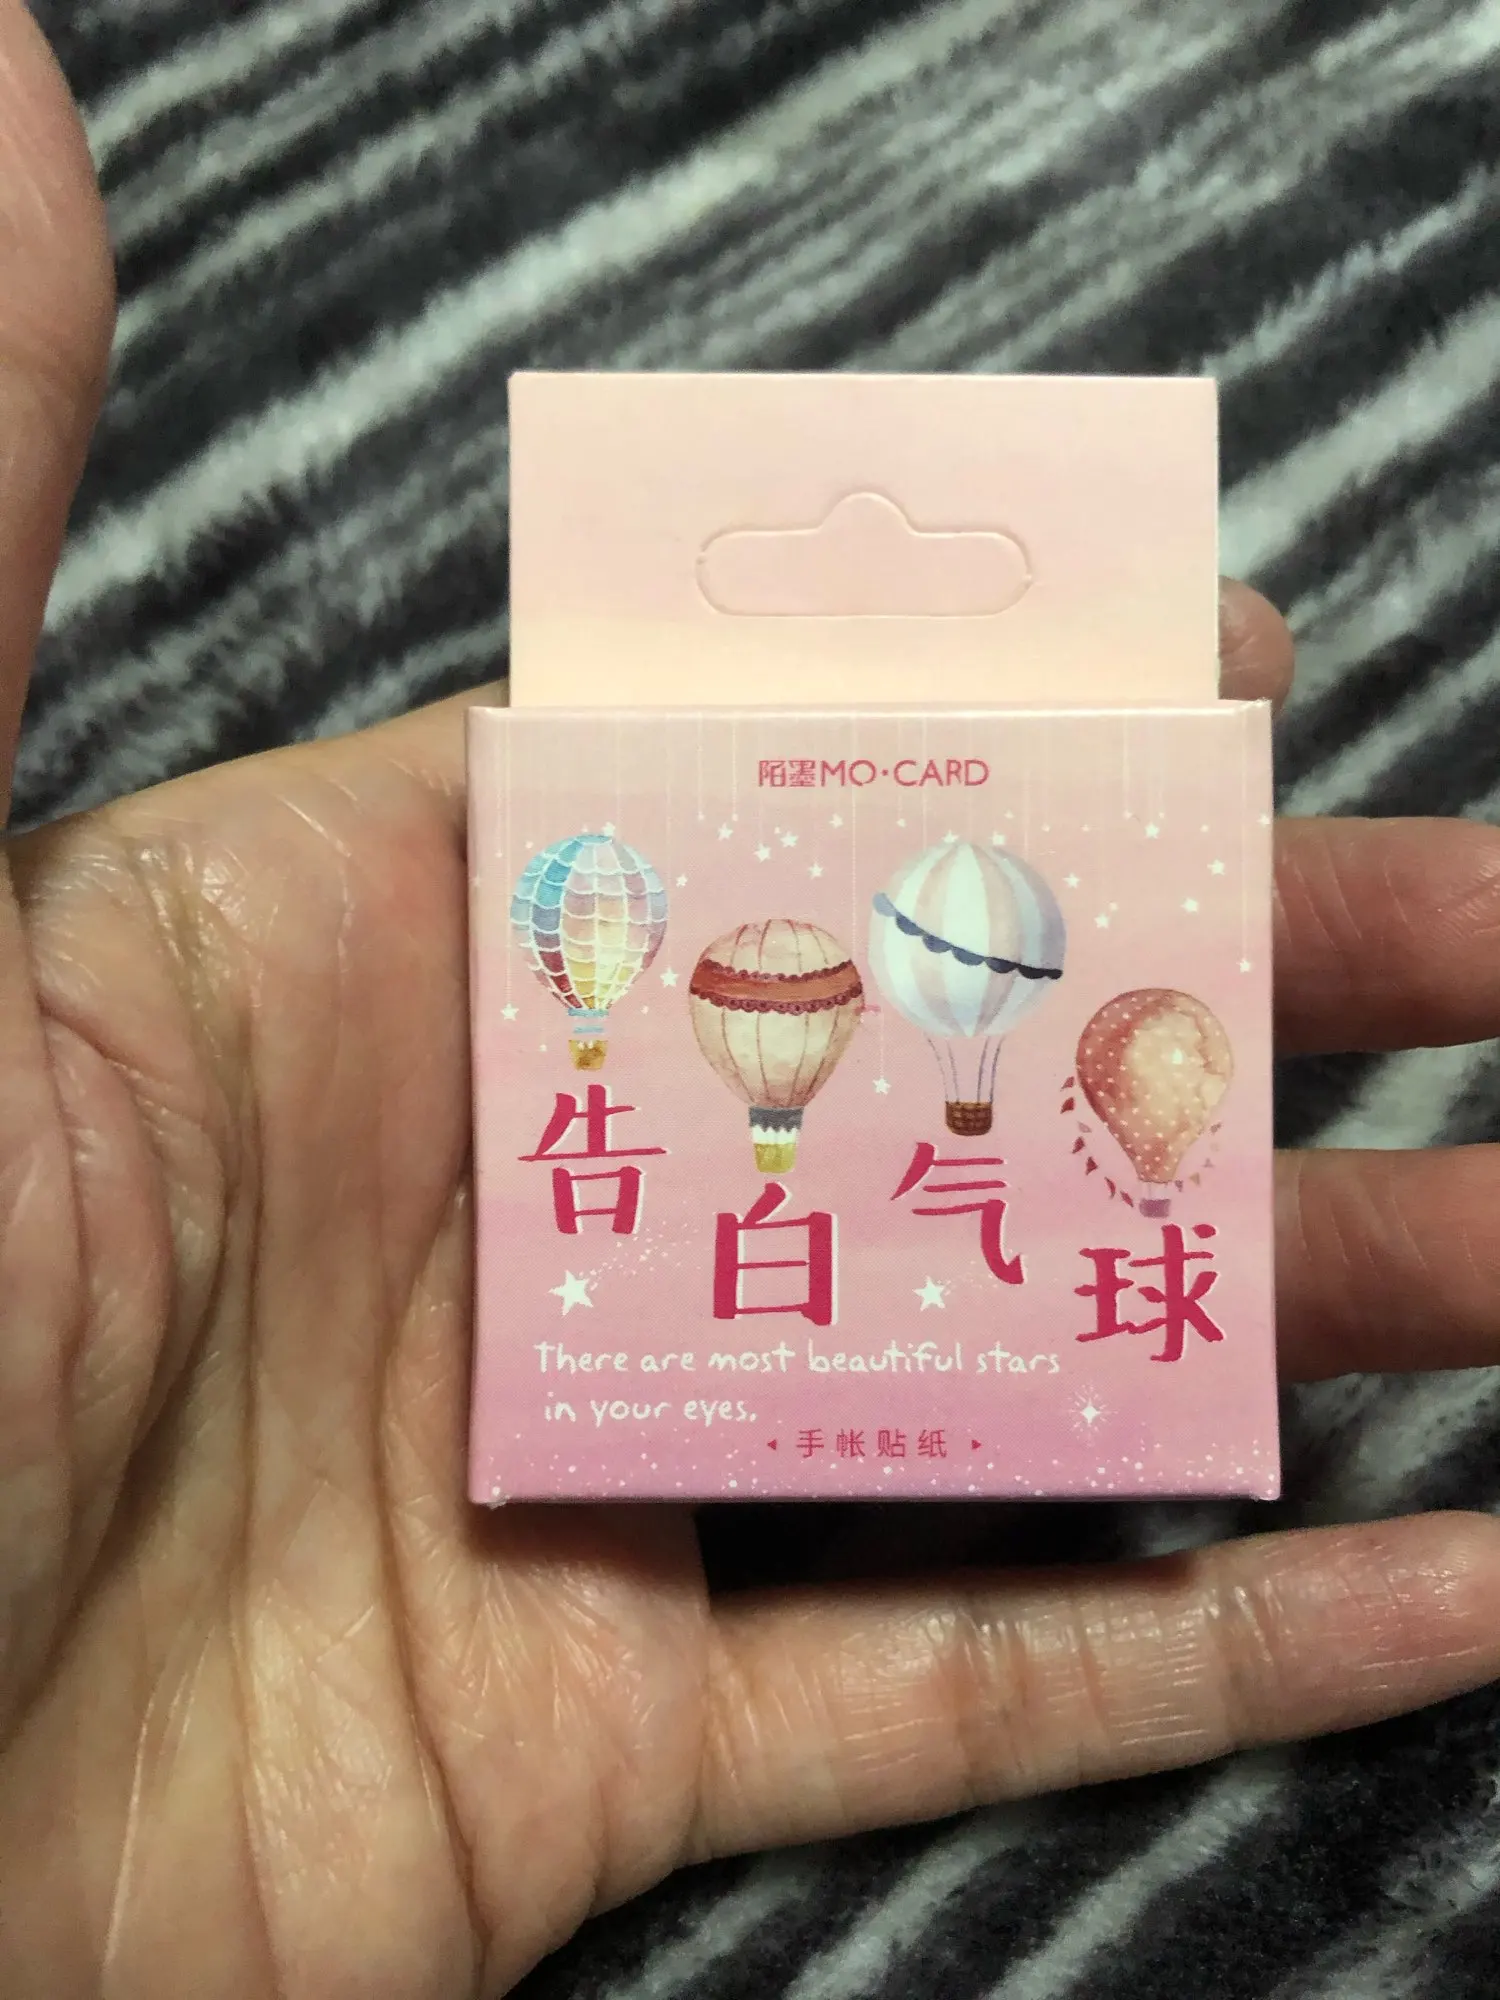 陌墨MO·CARD
告白气球
There are most beautiful stars
in your eyes.
手帐贴纸